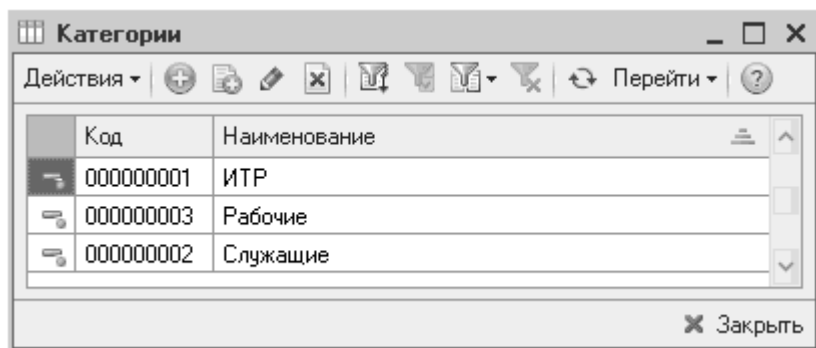 Категории
Действия Перейти ?
Код Наименование
000000001 ИТР
000000003 Рабочие
000000002 Служащие
Закрыть